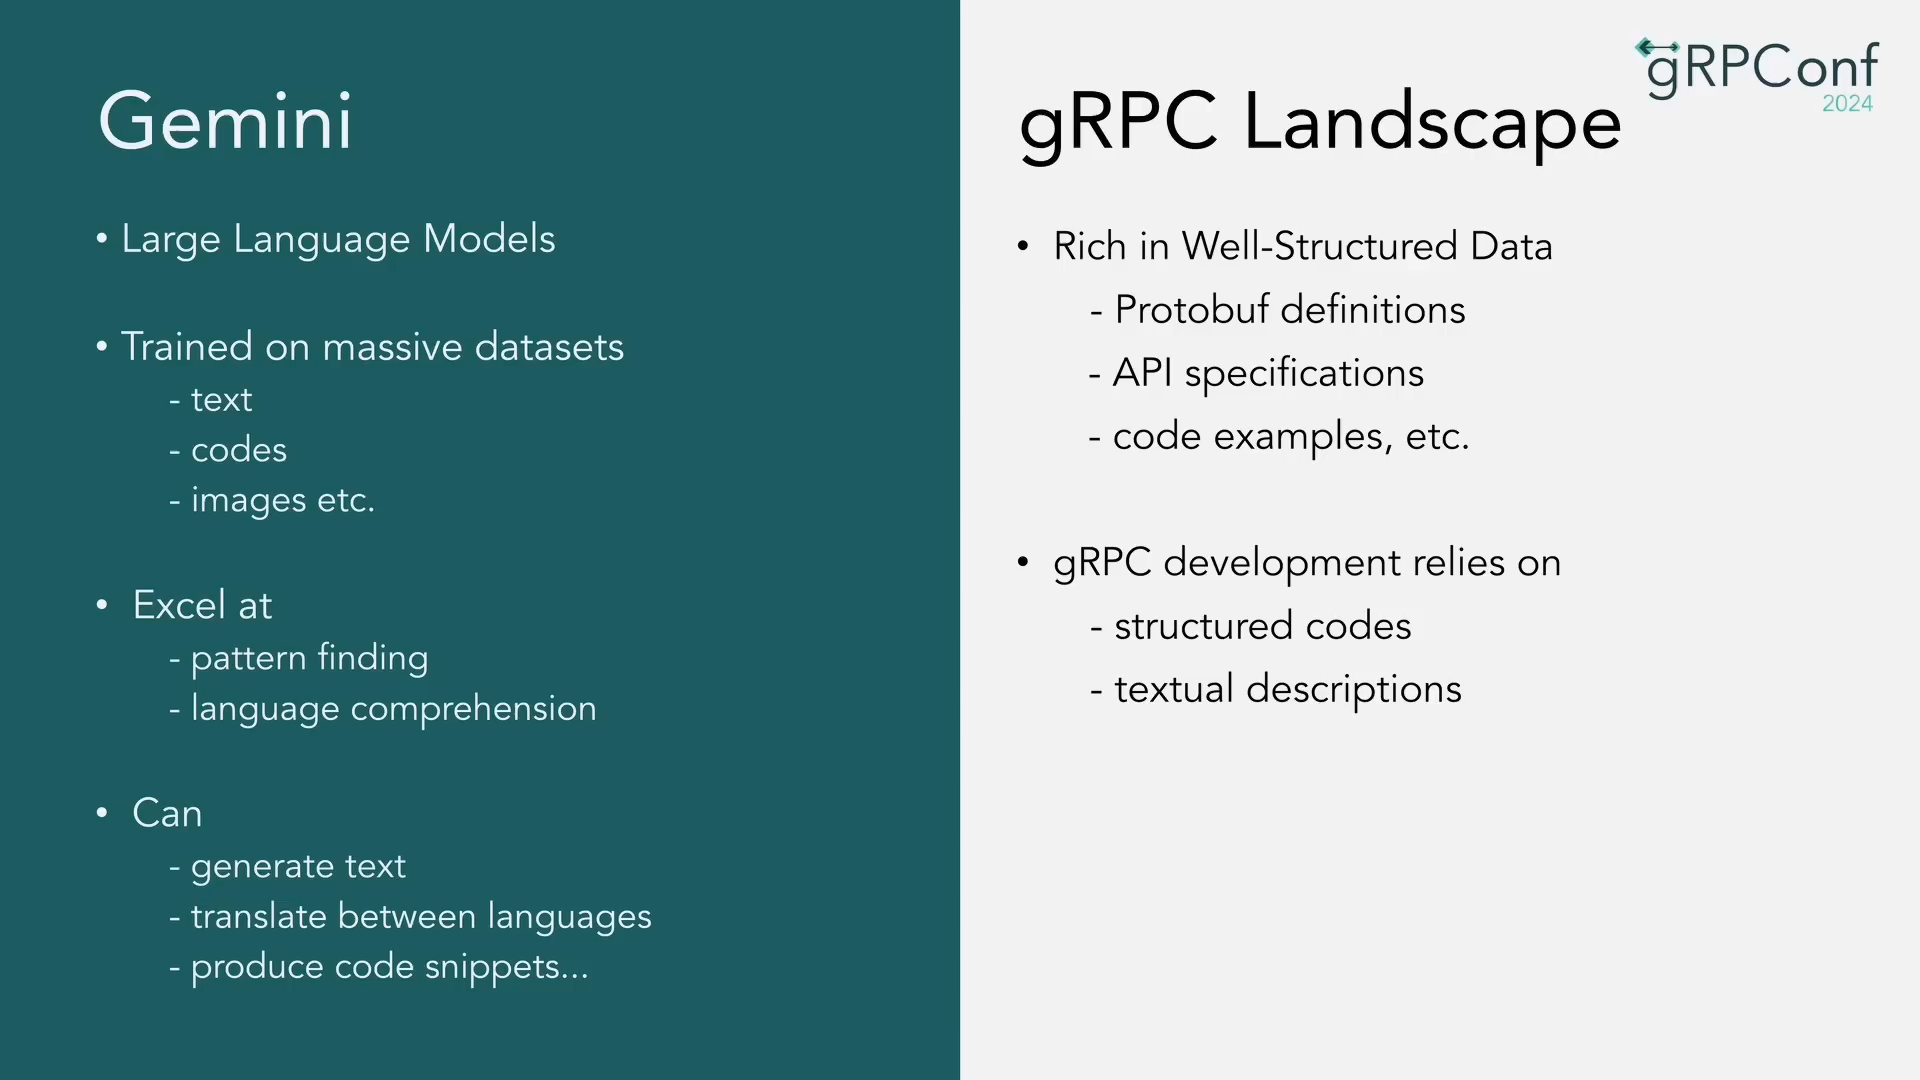 Gemini
• Large Language Models
• Trained on massive datasets
- text
- codes
- images etc.
• Excel at
- pattern finding
- language comprehension
• Can
- generate text
- translate between languages
- produce code snippets...
gRPConf
2024
gRPC Landscape
• Rich in Well-Structured Data
- Protobuf definitions
- API specifications
- code examples, etc.
• gRPC development relies on
- structured codes
- textual descriptions